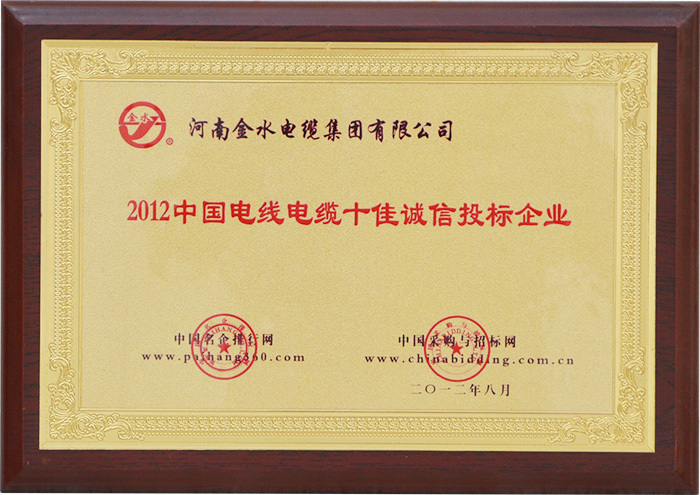 金水
®
河南金水电缆集团有限公司
2012中国电线电缆十佳诚信投标企业
中国名企排行网
www.paihang360.com
中国采购与招标网
www.chinabidding.com.cn
二〇一二年八月